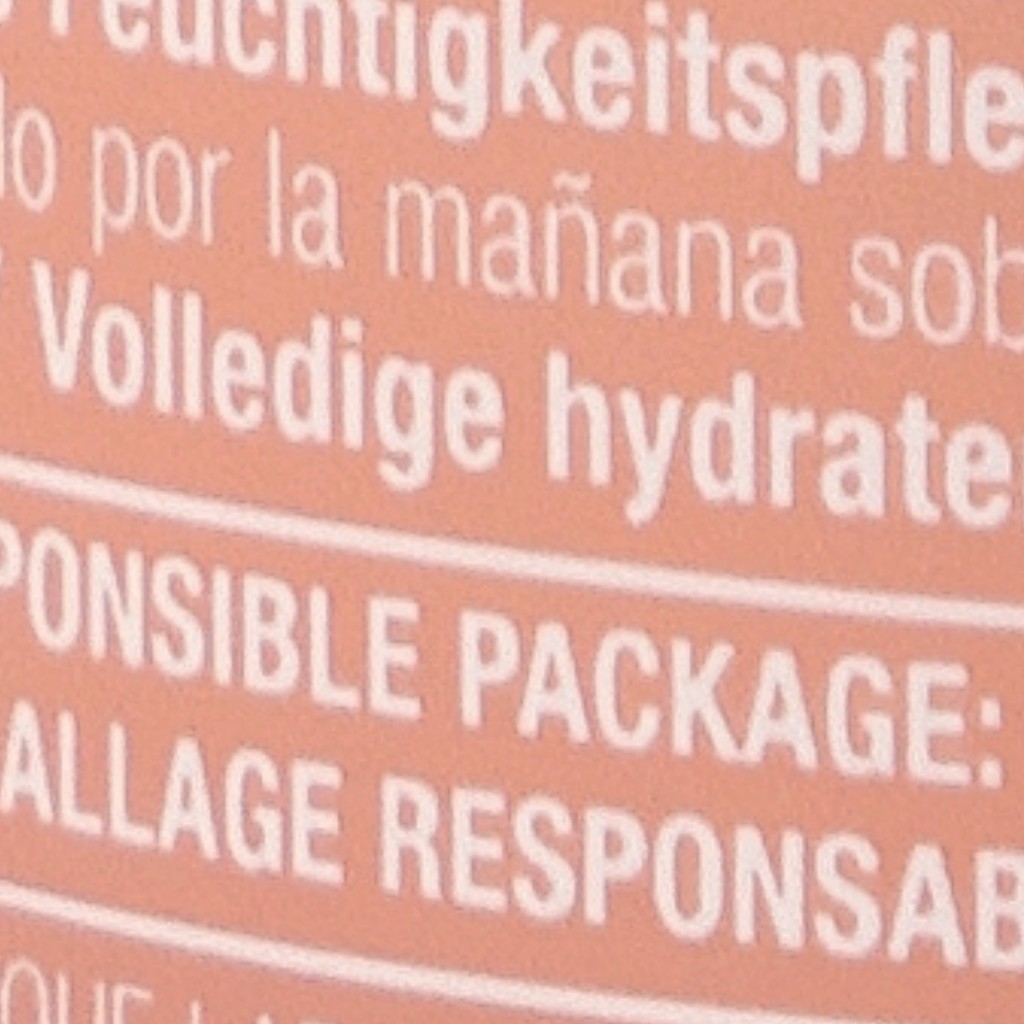 Feuchtigkeitspfle
lo por la mañana sob
Volledige hydrate
PONSIBLE PACKAGE:
ALLAGE RESPONSAB